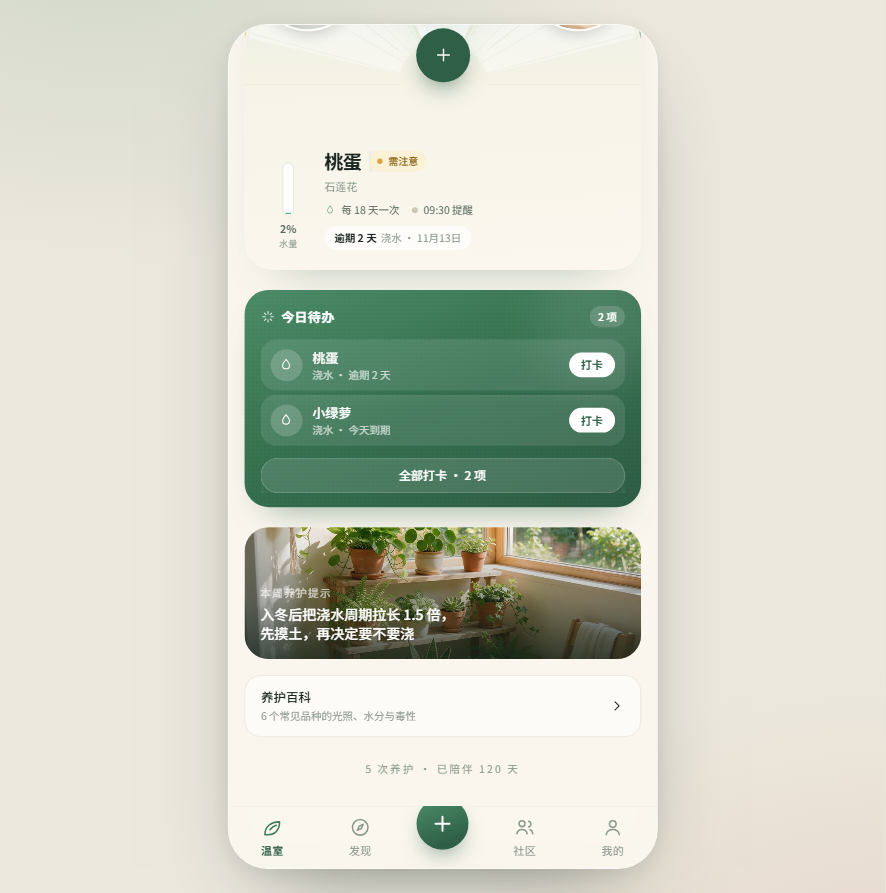 桃蛋
需注意
石莲花
每 18 天一次
09:30 提醒
2%
水量
逾期 2 天 浇水 · 11月13日
今日待办
2 项
桃蛋
浇水 · 逾期 2 天
打卡
小绿萝
浇水 · 今天到期
打卡
全部打卡 · 2 项
本周养护提示
入冬后把浇水周期拉长 1.5 倍，
先摸土，再决定要不要浇
养护百科
6 个常见品种的光照、水分与毒性
5 次养护 · 已陪伴 120 天
温室
发现
社区
我的